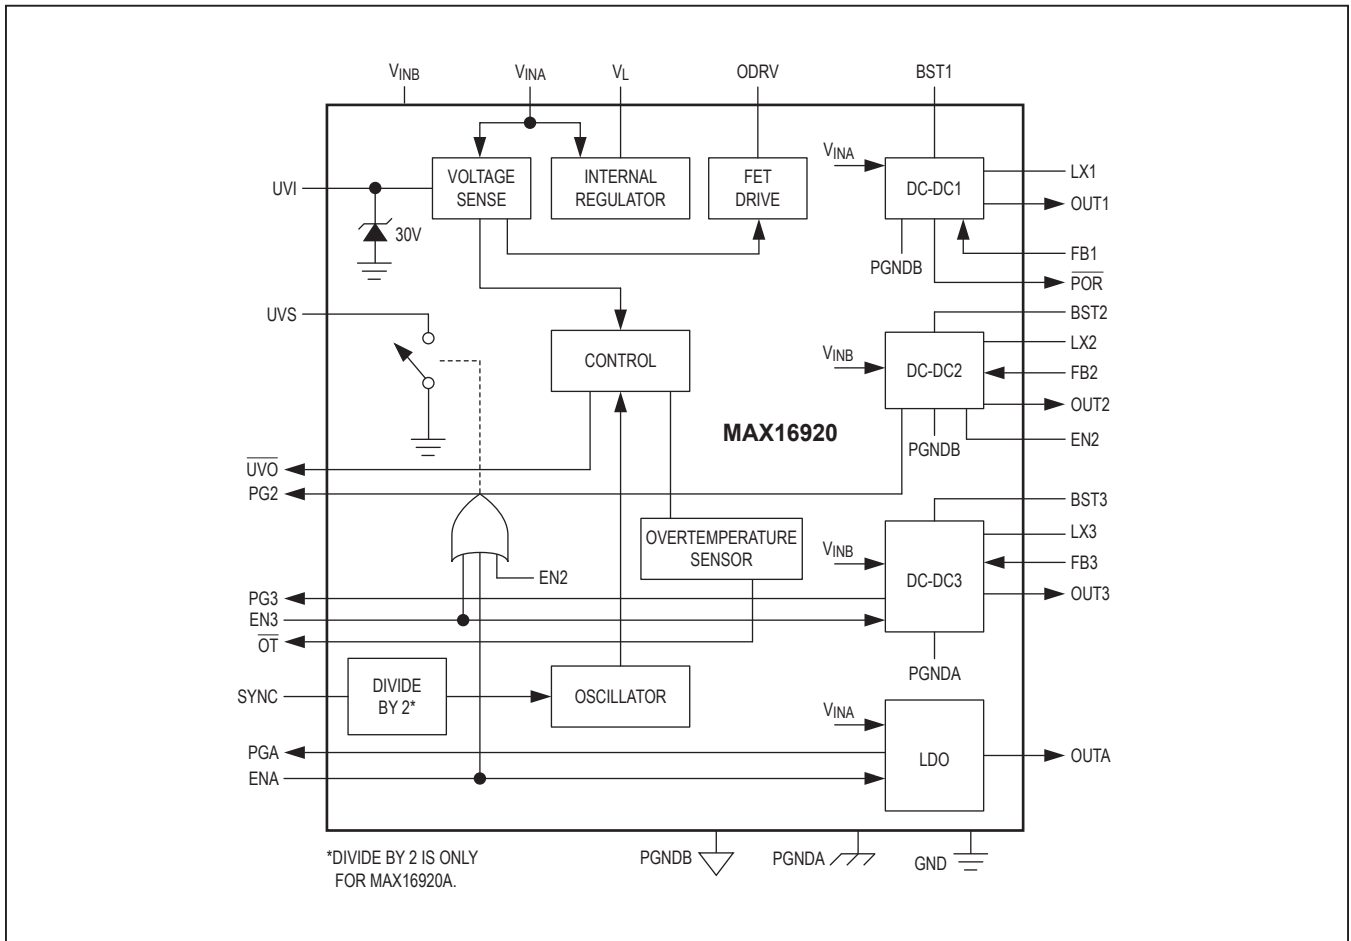 VINB
VINA
VL
ODRV
BST1
UVI
VOLTAGE
SENSE
INTERNAL
REGULATOR
FET
DRIVE
VINA
DC-DC1
LX1
OUT1
30V
PGNDB
FB1
POR
UVS
CONTROL
BST2
VINB
DC-DC2
LX2
FB2
OUT2
MAX16920
PGNDB
EN2
UVO
PG2
BST3
OVERTEMPERATURE
SENSOR
VINB
DC-DC3
LX3
FB3
OUT3
EN2
PG3
EN3
OT
PGNDA
SYNC
DIVIDE
BY 2*
OSCILLATOR
VINA
LDO
PGA
OUTA
ENA
*DIVIDE BY 2 IS ONLY
FOR MAX16920A.
PGNDB
PGNDA
GND